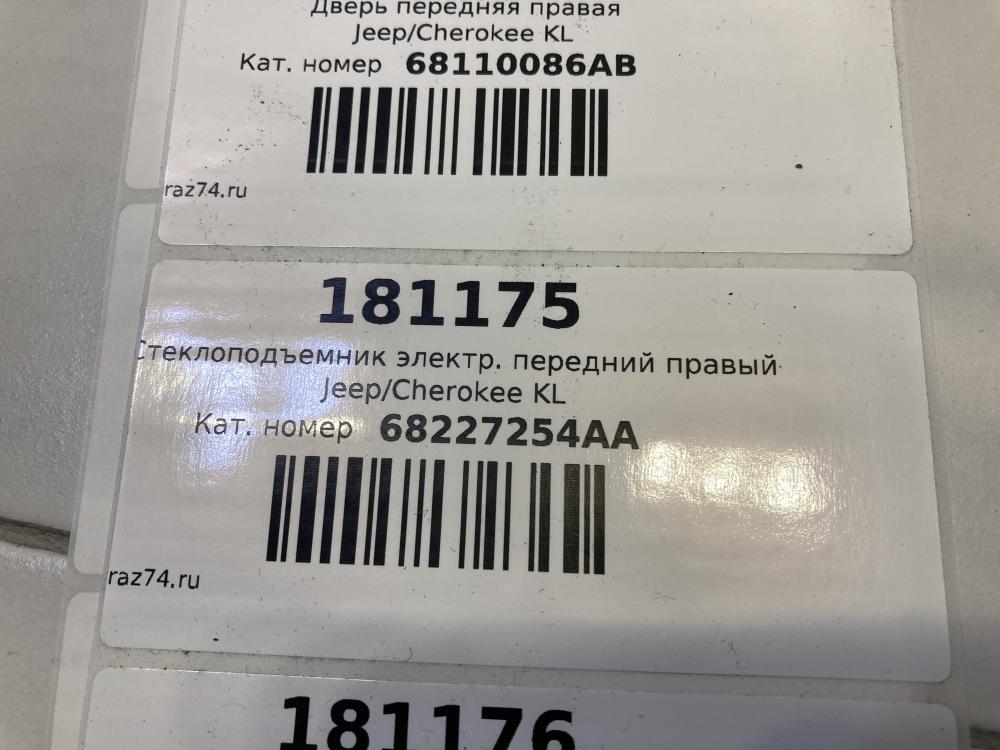 Дверь передняя правая
Jeep/Cherokee KL
Кат. номер 68110086AB
raz74.ru
181175
Стеклоподъемник электр. передний правый
Jeep/Cherokee KL
Кат. номер 68227254AA
raz74.ru
181176